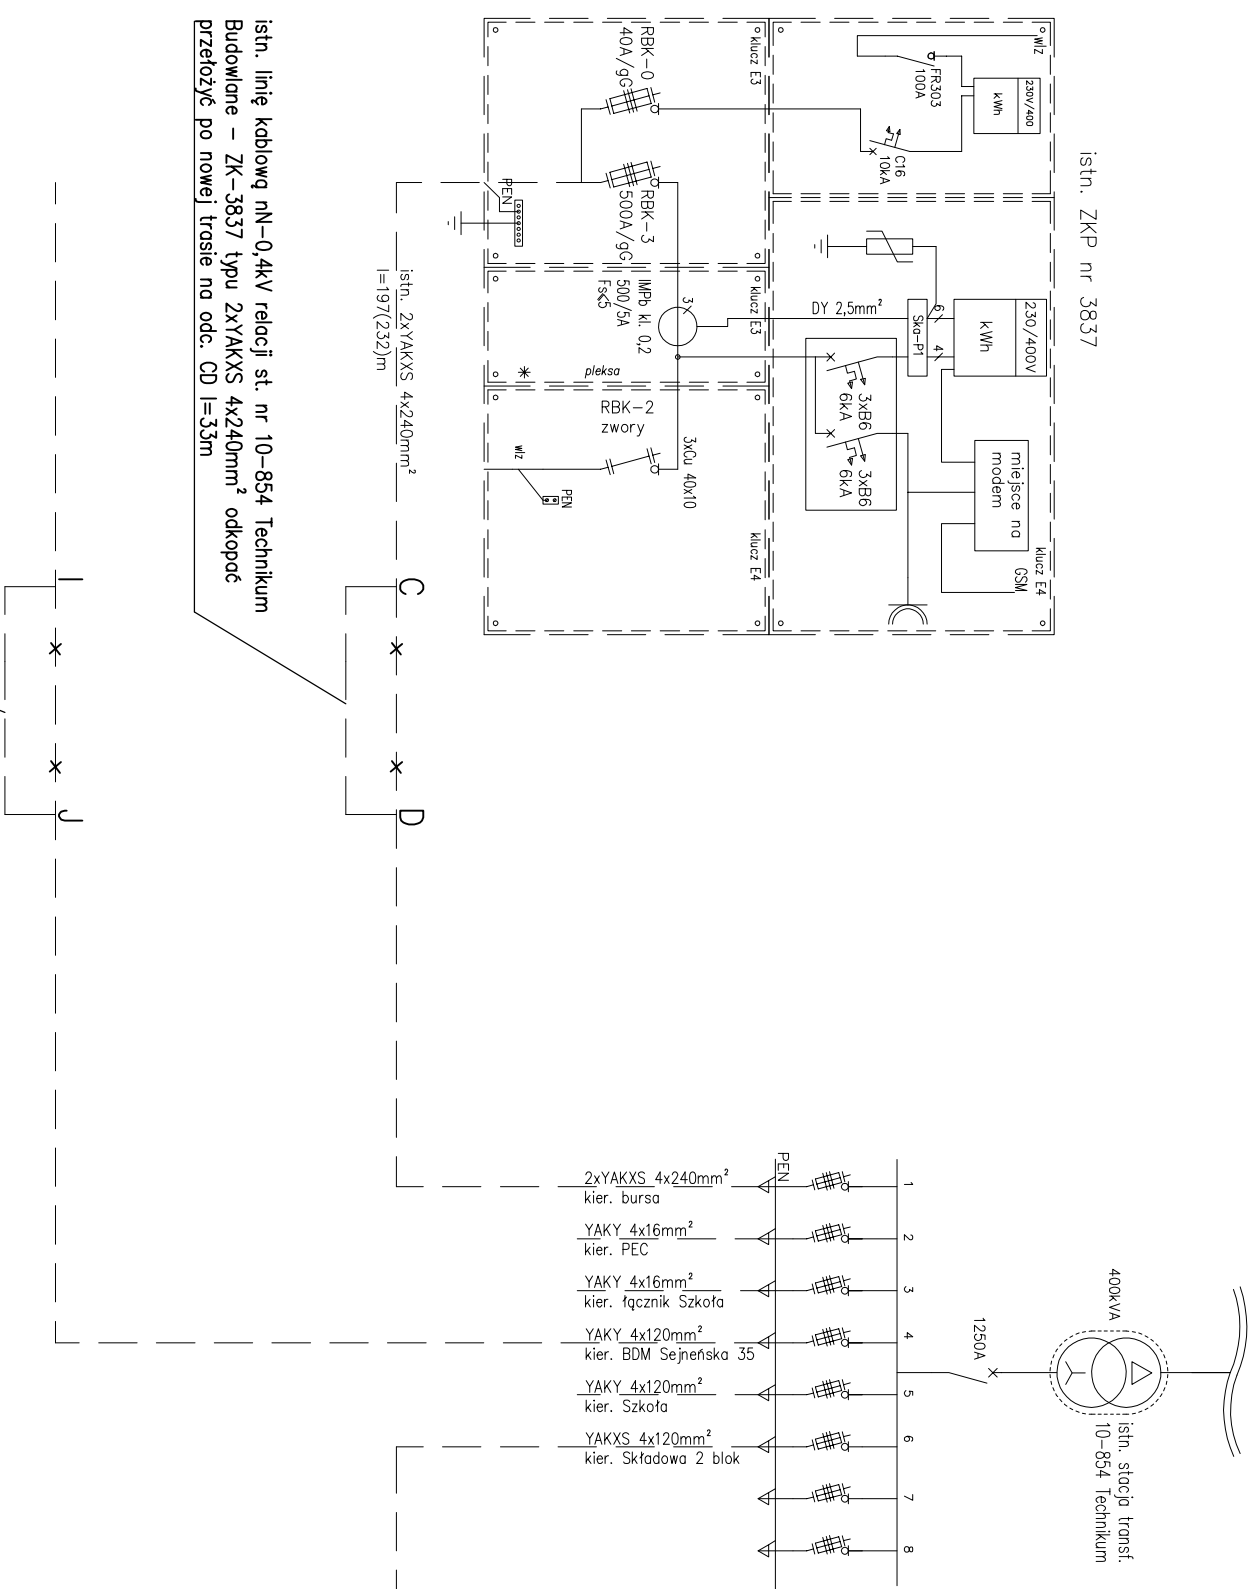 istn. ZKP nr 3837
wlz
FR303
100A
230V/400
kWh
C16
10kA
klucz E3
RBK-0
40A/gG
RBK-3
500A/gG
PEN
230/400V
kWh
6
4
Ska-P1
DY 2,5mm²
3xB6
6kA
3xB6
6kA
miejsce na
modem
klucz E4
GSM
klucz E3
3
IMPb kl. 0,2
500/5A
Fs≤5
pleksa
RBK-2
zwory
3xCu 40x10
wlz
PEN
klucz E4
istn. 2xYAKXS 4x240mm²
l=197(232)m
istn. linię kablową nN-0,4kV relacji st. nr 10-854 Technikum
Budowlane - ZK-3837 typu 2xYAKXS 4x240mm² odkopać
przełożyć po nowej trasie na odc. CD l=33m
C
D
I
J
400kVA
istn. stacja transf.
10-854 Technikum
1250A
PEN
1
2xYAKXS 4x240mm²
kier. bursa
2
YAKY 4x16mm²
kier. PEC
3
YAKY 4x16mm²
kier. łącznik Szkoła
4
YAKY 4x120mm²
kier. BDM Sejneńska 35
5
YAKY 4x120mm²
kier. Szkoła
6
YAKXS 4x120mm²
kier. Składowa 2 blok
7
8